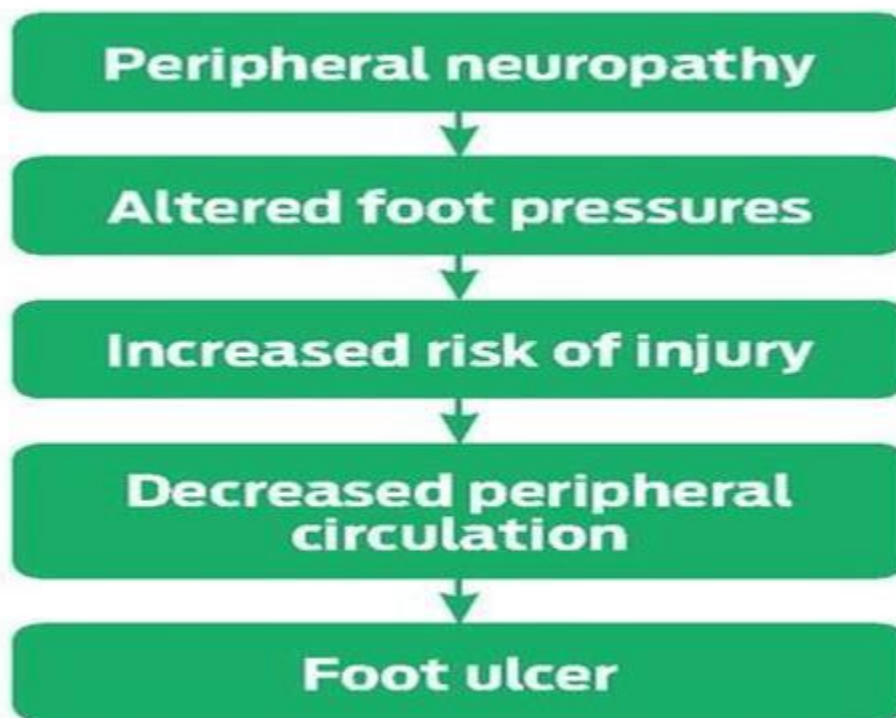 Peripheral neuropathy
Altered foot pressures
Increased risk of injury
Decreased peripheral
circulation
Foot ulcer